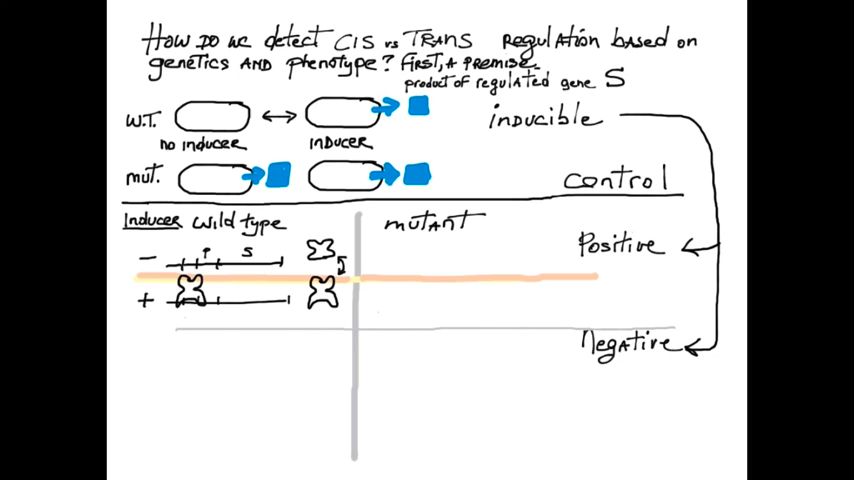 How do we detect CIS vs TRANS regulation based on
genetics and phenotype? First, a premise.
product of regulated gene S
W.T.
no inducer
inducer
inducible
mut.
control
Inducer wild type
mutant
Positive
- P S
+
Negative